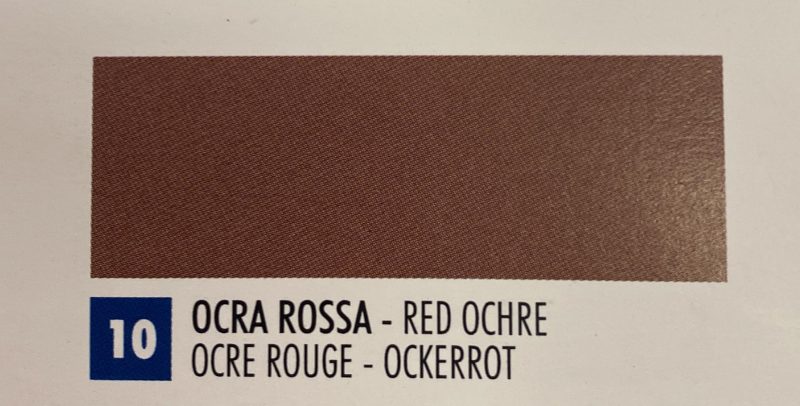 10
OCRA ROSSA - RED OCHRE
OCRE ROUGE - OCKERROT